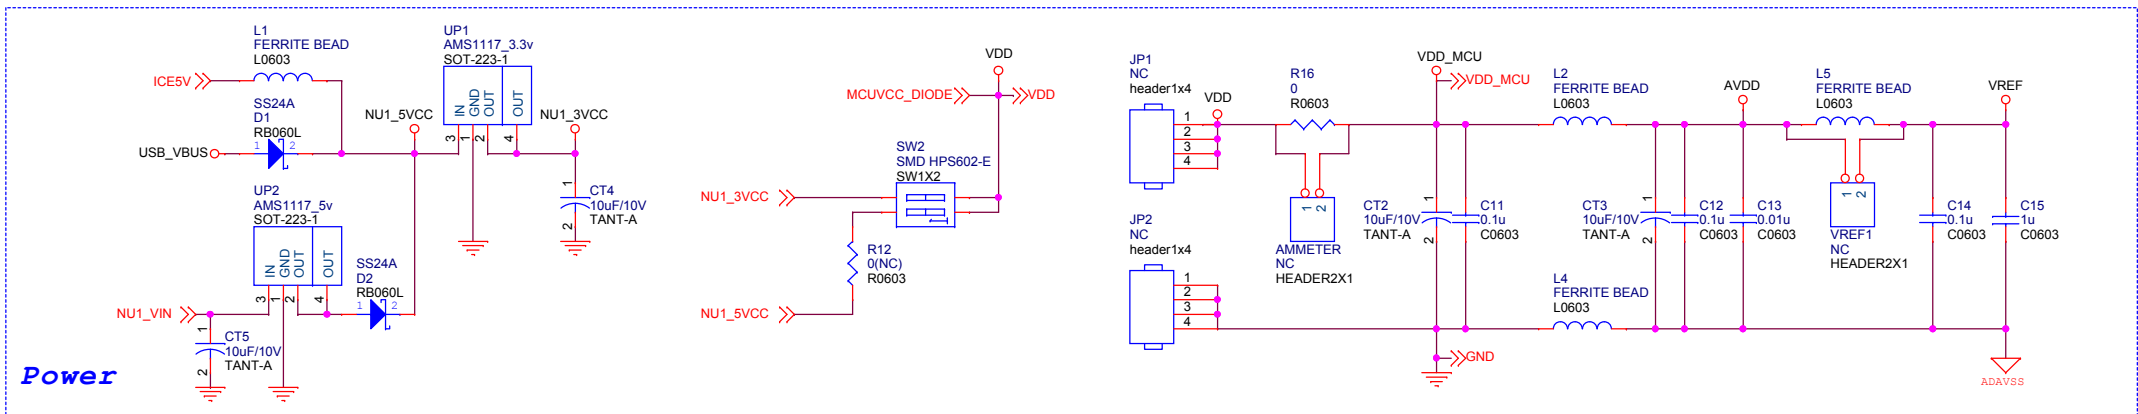 L1
FERRITE BEAD
L0603
ICE5V
SS24A
D1
RB060L
1
2
USB_VBUS
NU1_5VCC
UP1
AMS1117_3.3v
SOT-223-1
IN
GND
OUT
OUT
3
1
2
4
NU1_3VCC
1
CT4
10uF/10V
TANT-A
2
UP2
AMS1117_5v
SOT-223-1
IN
GND
OUT
OUT
3
1
2
4
SS24A
D2
RB060L
1
2
NU1_VIN
1
CT5
10uF/10V
TANT-A
2
Power
VDD
MCUVCC_DIODE
VDD
SW2
SMD HPS602-E
SW1X2
NU1_3VCC
R12
0(NC)
R0603
NU1_5VCC
JP1
NC
header1x4
1
2
3
4
VDD
R16
0
R0603
1
2
AMMETER
NC
HEADER2X1
JP2
NC
header1x4
1
2
3
4
VDD_MCU
VDD_MCU
1
CT2
10uF/10V
TANT-A
2
C11
0.1u
C0603
GND
L2
FERRITE BEAD
L0603
L4
FERRITE BEAD
L0603
1
CT3
10uF/10V
TANT-A
2
C12
0.1u
C0603
AVDD
C13
0.01u
C0603
L5
FERRITE BEAD
L0603
1
2
VREF1
NC
HEADER2X1
VREF
C14
0.1u
C0603
C15
1u
C0603
ADAVSS